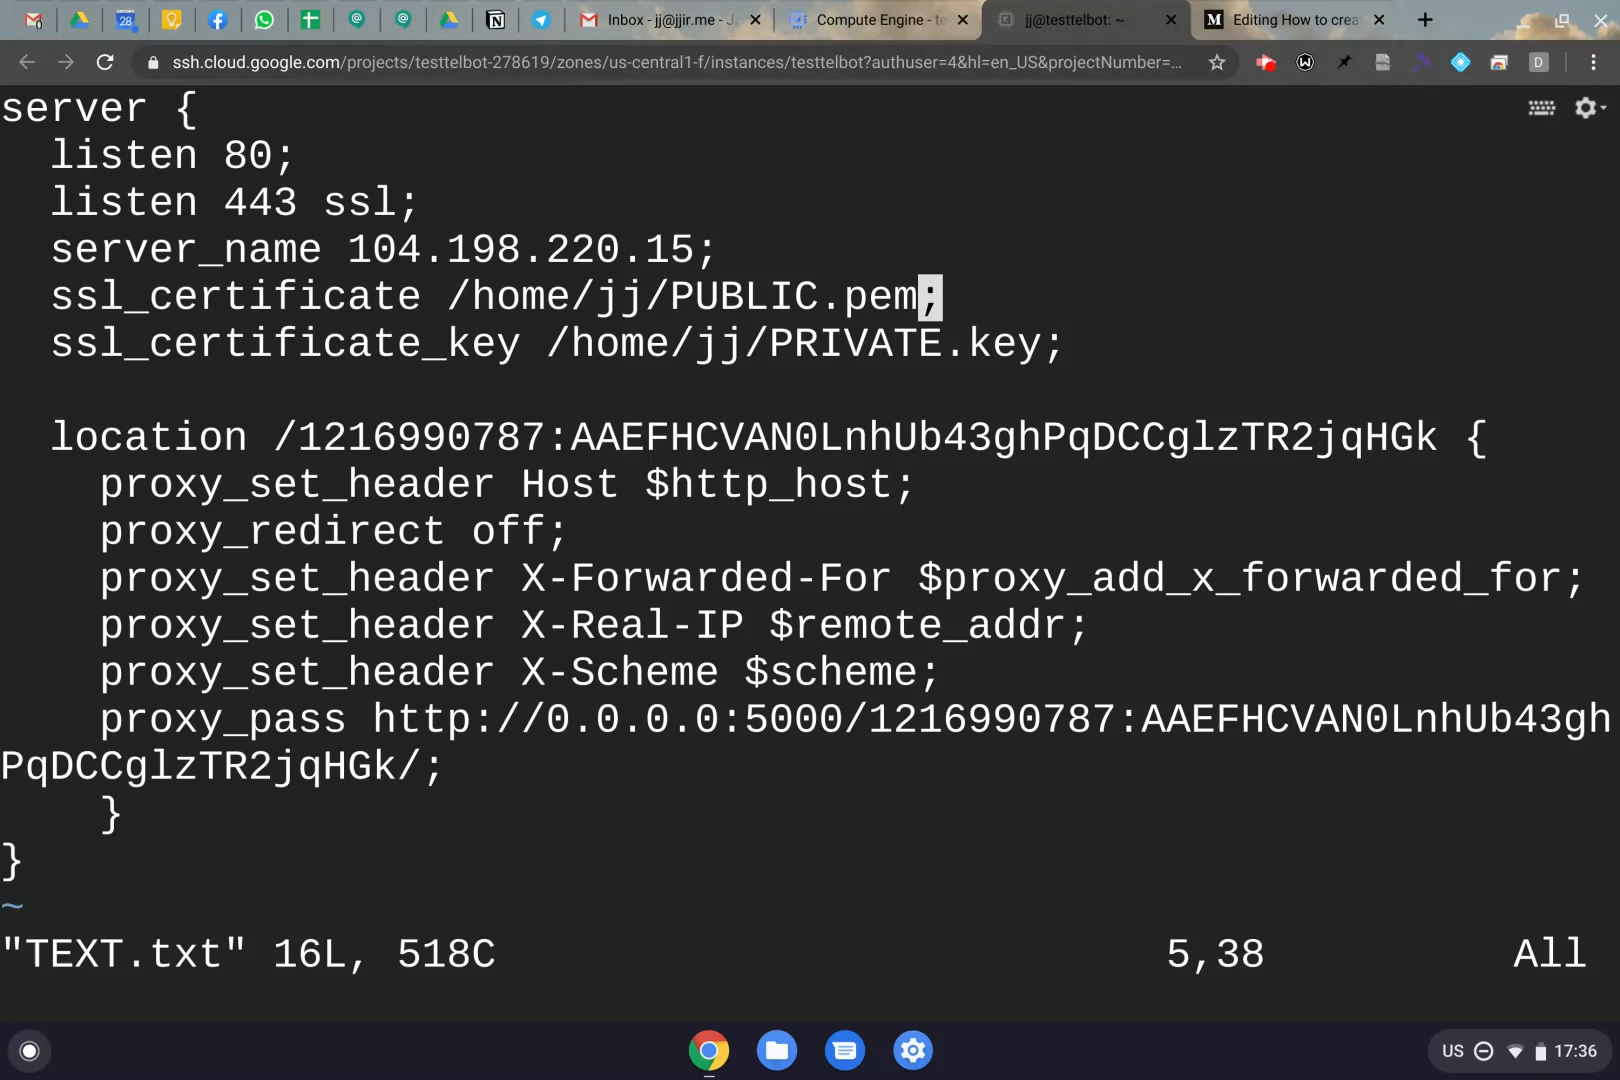 28
Inbox - jj@jjir.me - Ja
Compute Engine - te
jj@testtelbot: ~
M Editing How to crea
ssh.cloud.google.com/projects/testtelbot-278619/zones/us-central1-f/instances/testtelbot?authuser=4&hl=en_US&projectNumber=...
D
server {
listen 80;
listen 443 ssl;
server_name 104.198.220.15;
ssl_certificate /home/jj/PUBLIC.pem;
ssl_certificate_key /home/jj/PRIVATE.key;
location /1216990787:AAEFHCVAN0LnhUb43ghPqDCCglzTR2jqHGk {
proxy_set_header Host $http_host;
proxy_redirect off;
proxy_set_header X-Forwarded-For $proxy_add_x_forwarded_for;
proxy_set_header X-Real-IP $remote_addr;
proxy_set_header X-Scheme $scheme;
proxy_pass http://0.0.0.0:5000/1216990787:AAEFHCVAN0LnhUb43gh
PqDCCglzTR2jqHGk/;
}
}
~
"TEXT.txt" 16L, 518C 5,38 All
US 17:36